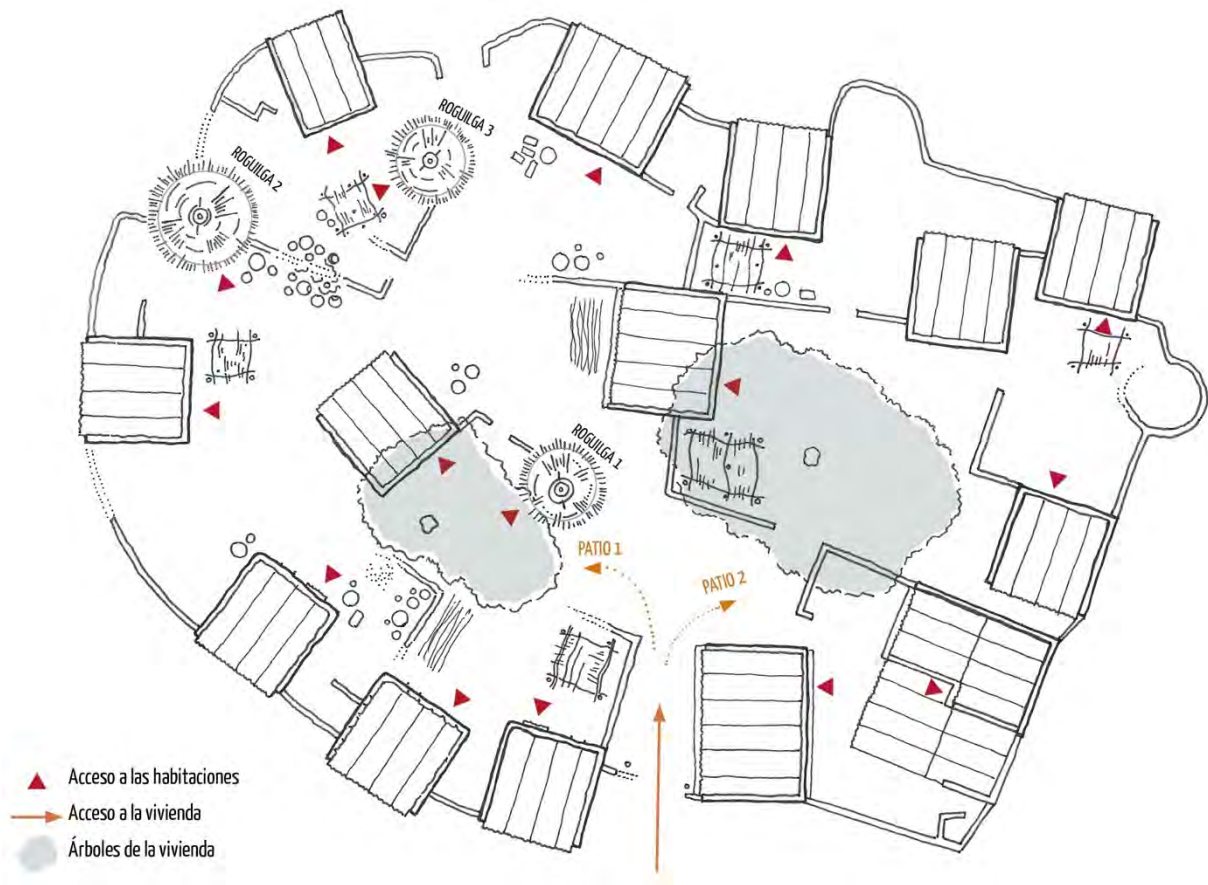 ROGUILGA 3
ROGUILGA 2
ROGUILGA 1
PATIO 1
PATIO 2
Acceso a las habitaciones
Acceso a la vivienda
Árboles de la vivienda